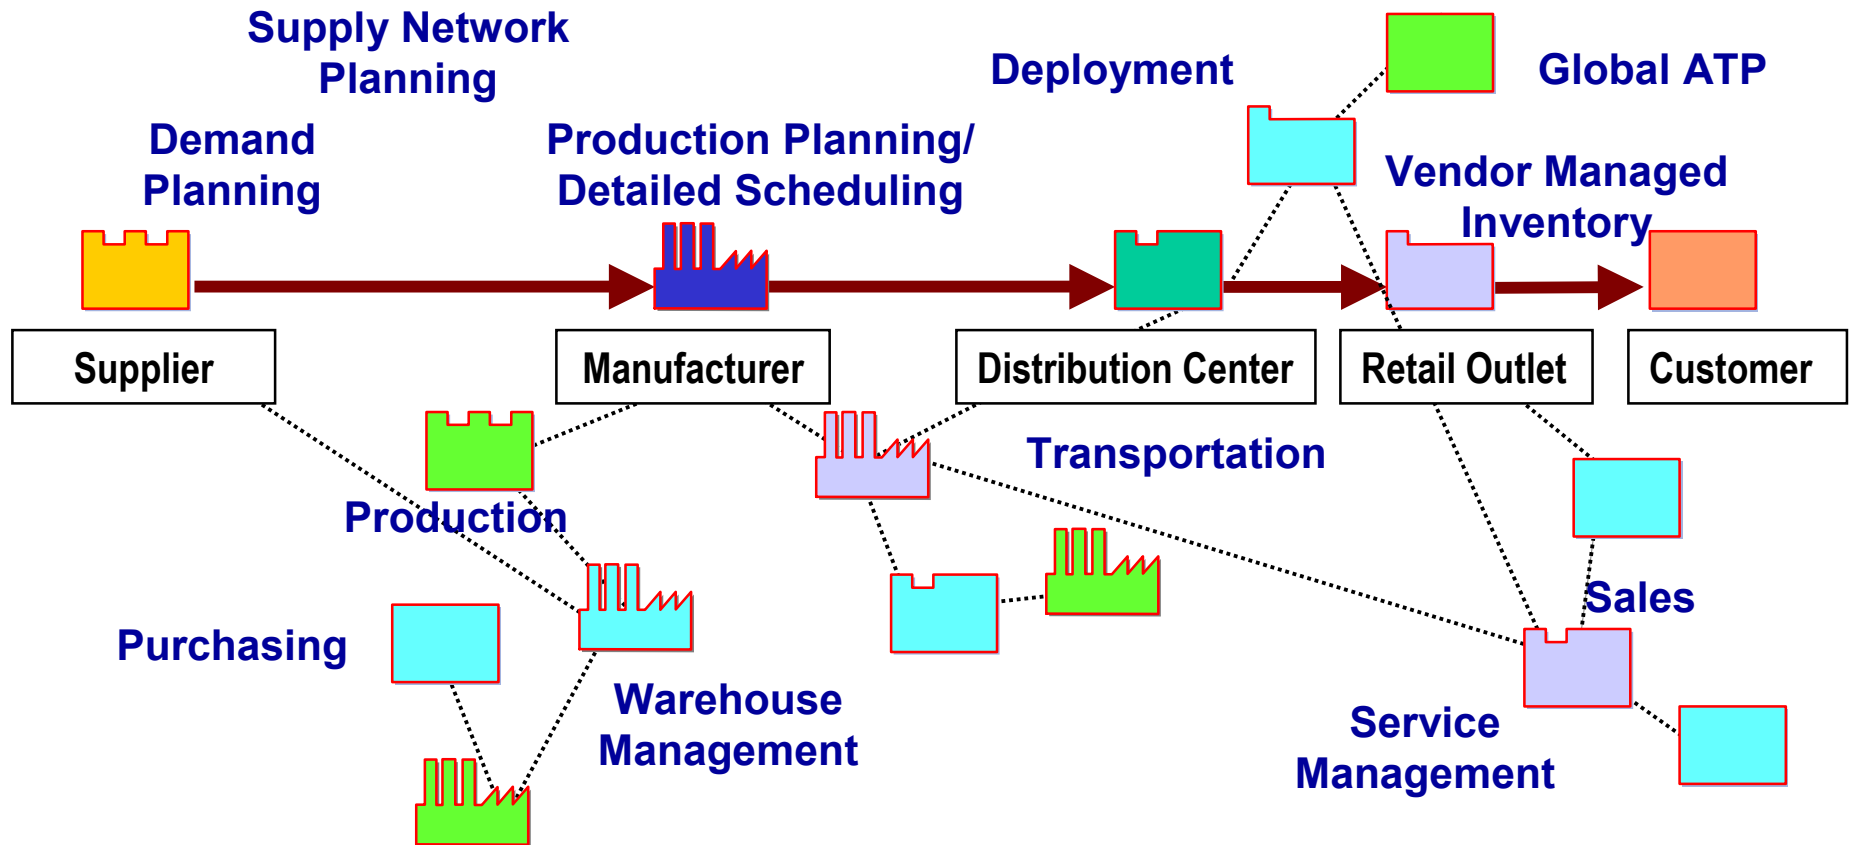 Supply Network
Planning
Deployment
Global ATP
Demand
Planning
Production Planning/
Detailed Scheduling
Vendor Managed
Inventory
Supplier
Manufacturer
Distribution Center
Retail Outlet
Customer
Transportation
Production
Sales
Purchasing
Warehouse
Management
Service
Management